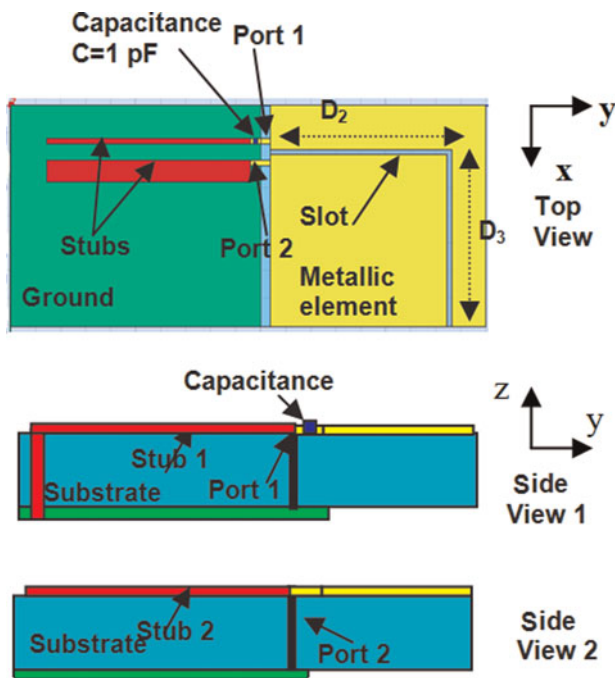 Capacitance
C=1 pF
Port 1
D2
y
x
Top
View
Slot
D3
Stubs
Port 2
Ground
Metallic
element
Capacitance
z
y
Stub 1
Port 1
Substrate
Side
View 1
Substrate
Stub 2
Port 2
Side
View 2